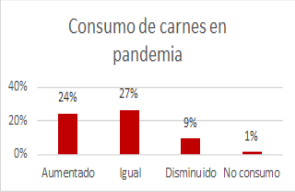 Consumo de carnes en
pandemia
40%
20%
0%
24%
27%
9%
1%
Aumentado Igual Disminuido No consumo